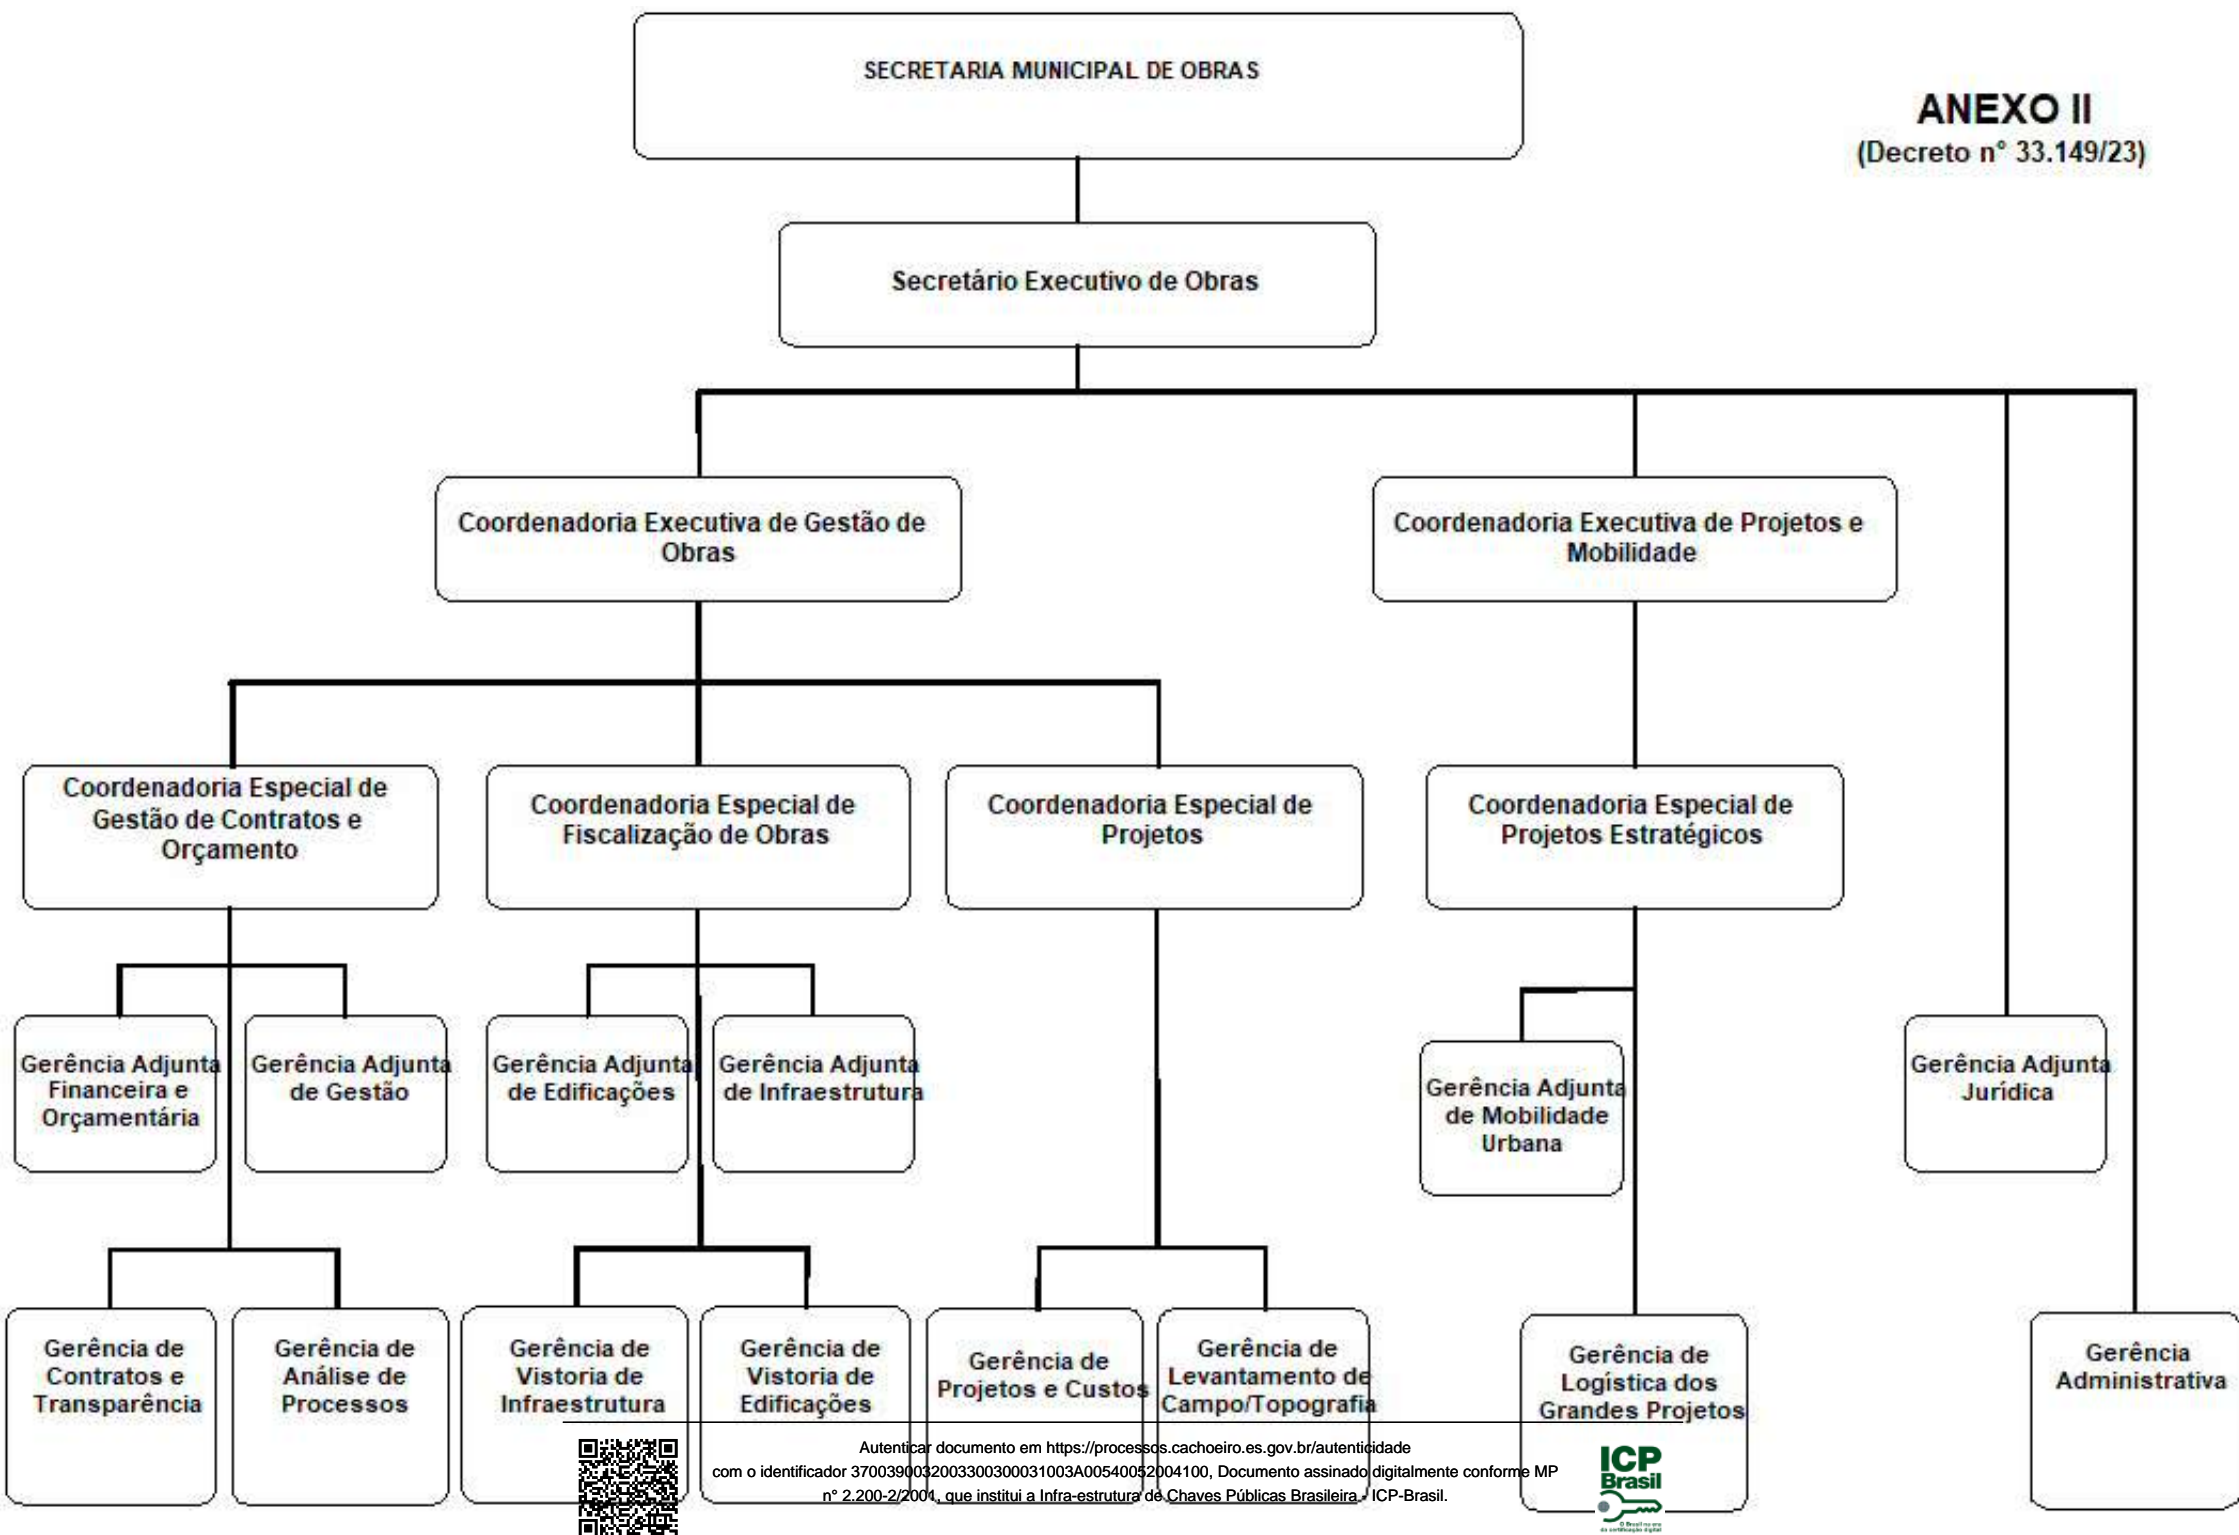 SECRETARIA MUNICIPAL DE OBRAS
ANEXO II
(Decreto n° 33.149/23)
Secretário Executivo de Obras
Coordenadoria Executiva de Gestão de
Obras
Coordenadoria Executiva de Projetos e
Mobilidade
Coordenadoria Especial de
Gestão de Contratos e
Orçamento
Coordenadoria Especial de
Fiscalização de Obras
Coordenadoria Especial de
Projetos
Coordenadoria Especial de
Projetos Estratégicos
Gerência Adjunta
Financeira e
Orçamentária
Gerência Adjunta
de Gestão
Gerência Adjunta
de Edificações
Gerência Adjunta
de Infraestrutura
Gerência Adjunta
de Mobilidade
Urbana
Gerência Adjunta
Jurídica
Gerência de
Contratos e
Transparência
Gerência de
Análise de
Processos
Gerência de
Vistoria de
Infraestrutura
Gerência de
Vistoria de
Edificações
Gerência de
Projetos e Custos
Gerência de
Levantamento de
Campo/Topografia
Gerência de
Logística dos
Grandes Projetos
Gerência
Administrativa
Autenticar documento em https://processos.cachoeiro.es.gov.br/autenticidade
com o identificador 3700390032003300300031003A00540052004100, Documento assinado digitalmente conforme MP
n° 2.200-2/2001, que institui a Infra-estrutura de Chaves Públicas Brasileira - ICP-Brasil.
ICP
Brasil
O Brasil na era
da certificação digital